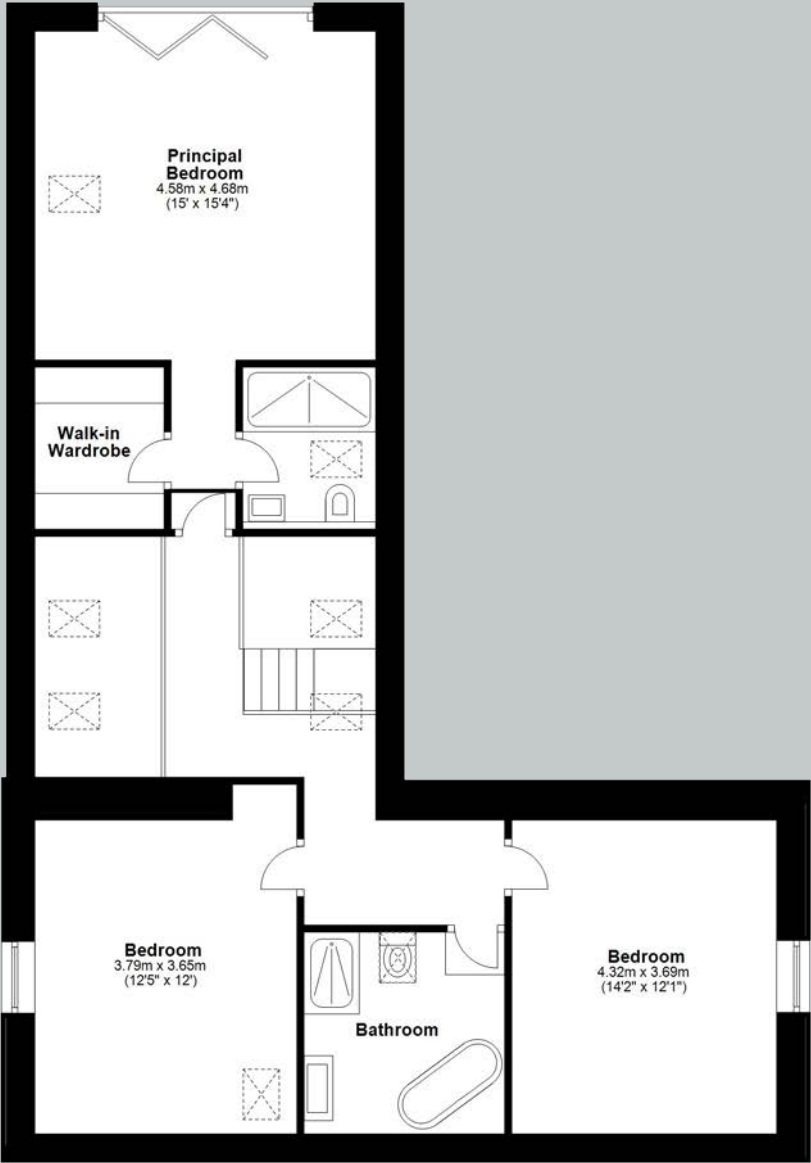 Principal
Bedroom
4.58m x 4.68m
(15' x 15'4")
Walk-in
Wardrobe
Bedroom
3.79m x 3.65m
(12'5" x 12')
Bathroom
Bedroom
4.32m x 3.69m
(14'2" x 12'1")